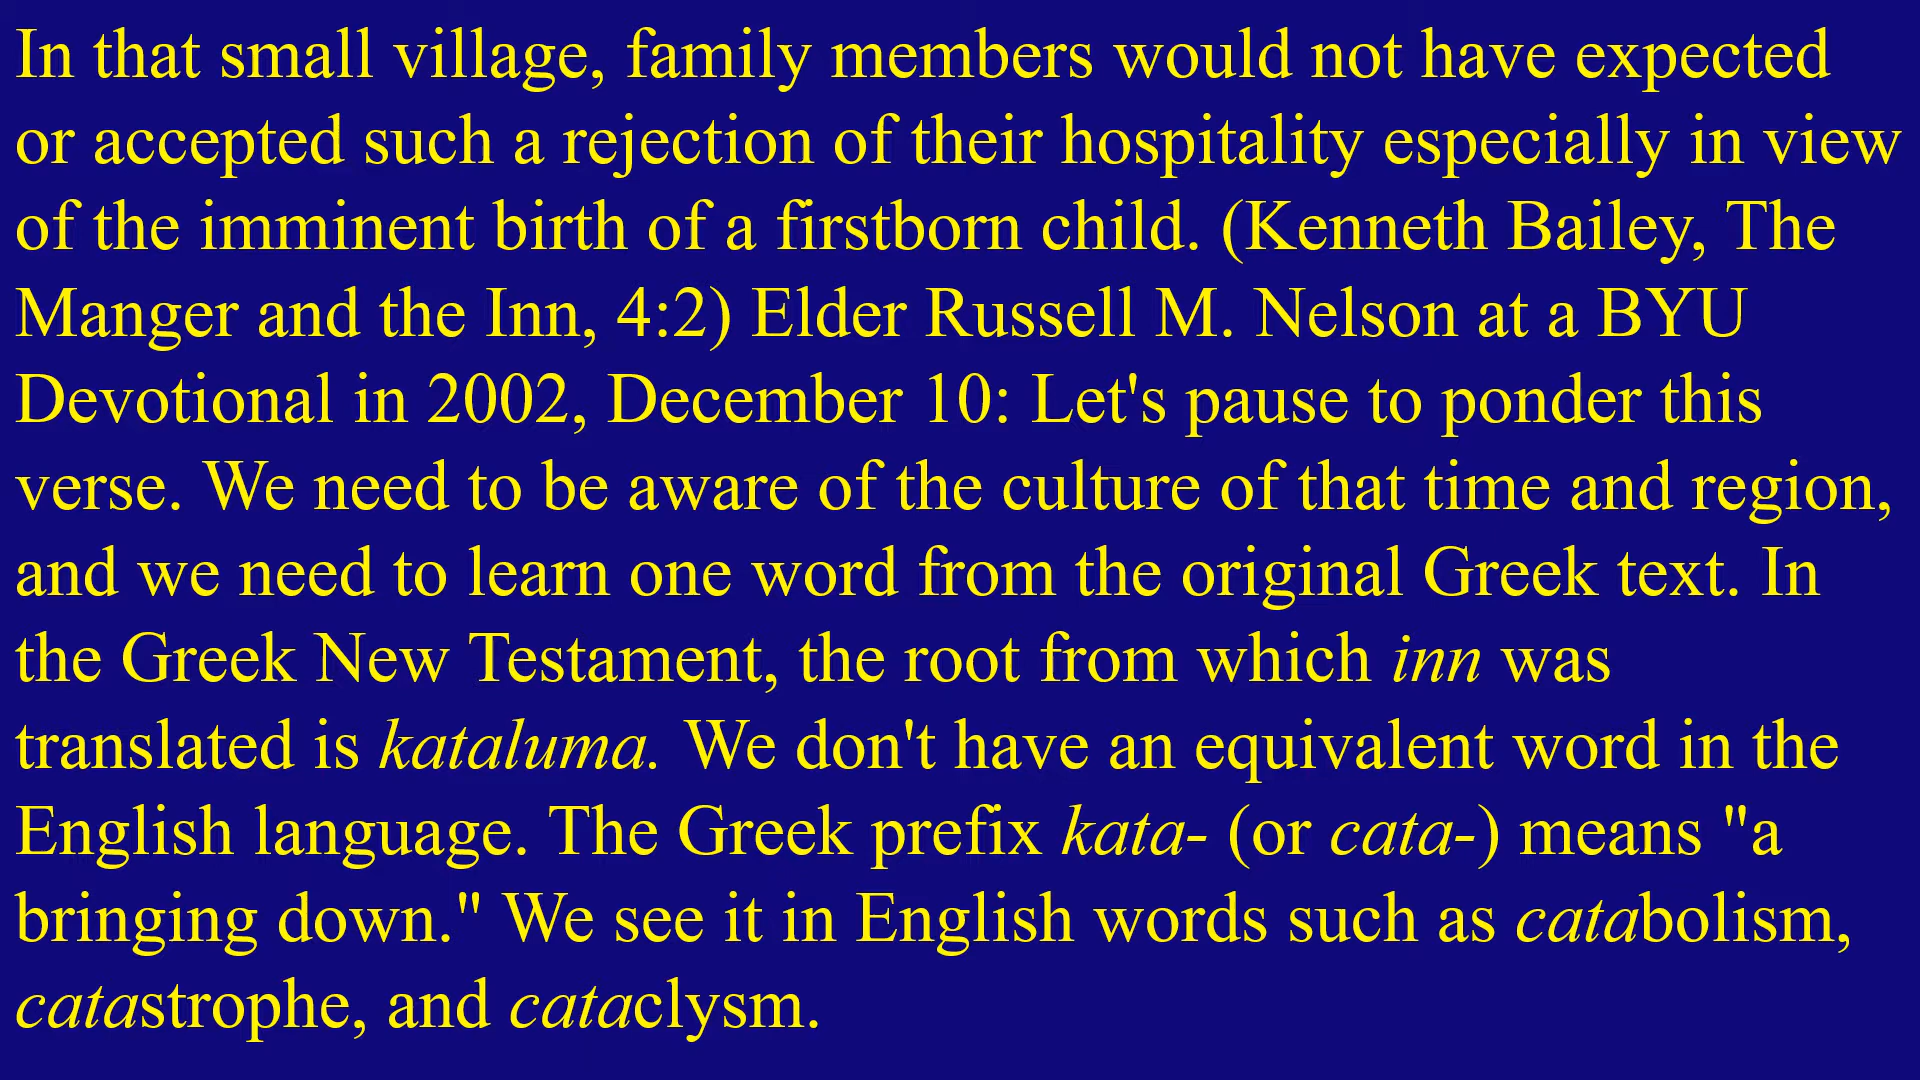 In that small village, family members would not have expected
or accepted such a rejection of their hospitality especially in view
of the imminent birth of a firstborn child. (Kenneth Bailey, The
Manger and the Inn, 4:2) Elder Russell M. Nelson at a BYU
Devotional in 2002, December 10: Let's pause to ponder this
verse. We need to be aware of the culture of that time and region,
and we need to learn one word from the original Greek text. In
the Greek New Testament, the root from which inn was
translated is kataluma. We don't have an equivalent word in the
English language. The Greek prefix kata- (or cata-) means "a
bringing down." We see it in English words such as catabolism,
catastrophe, and cataclysm.